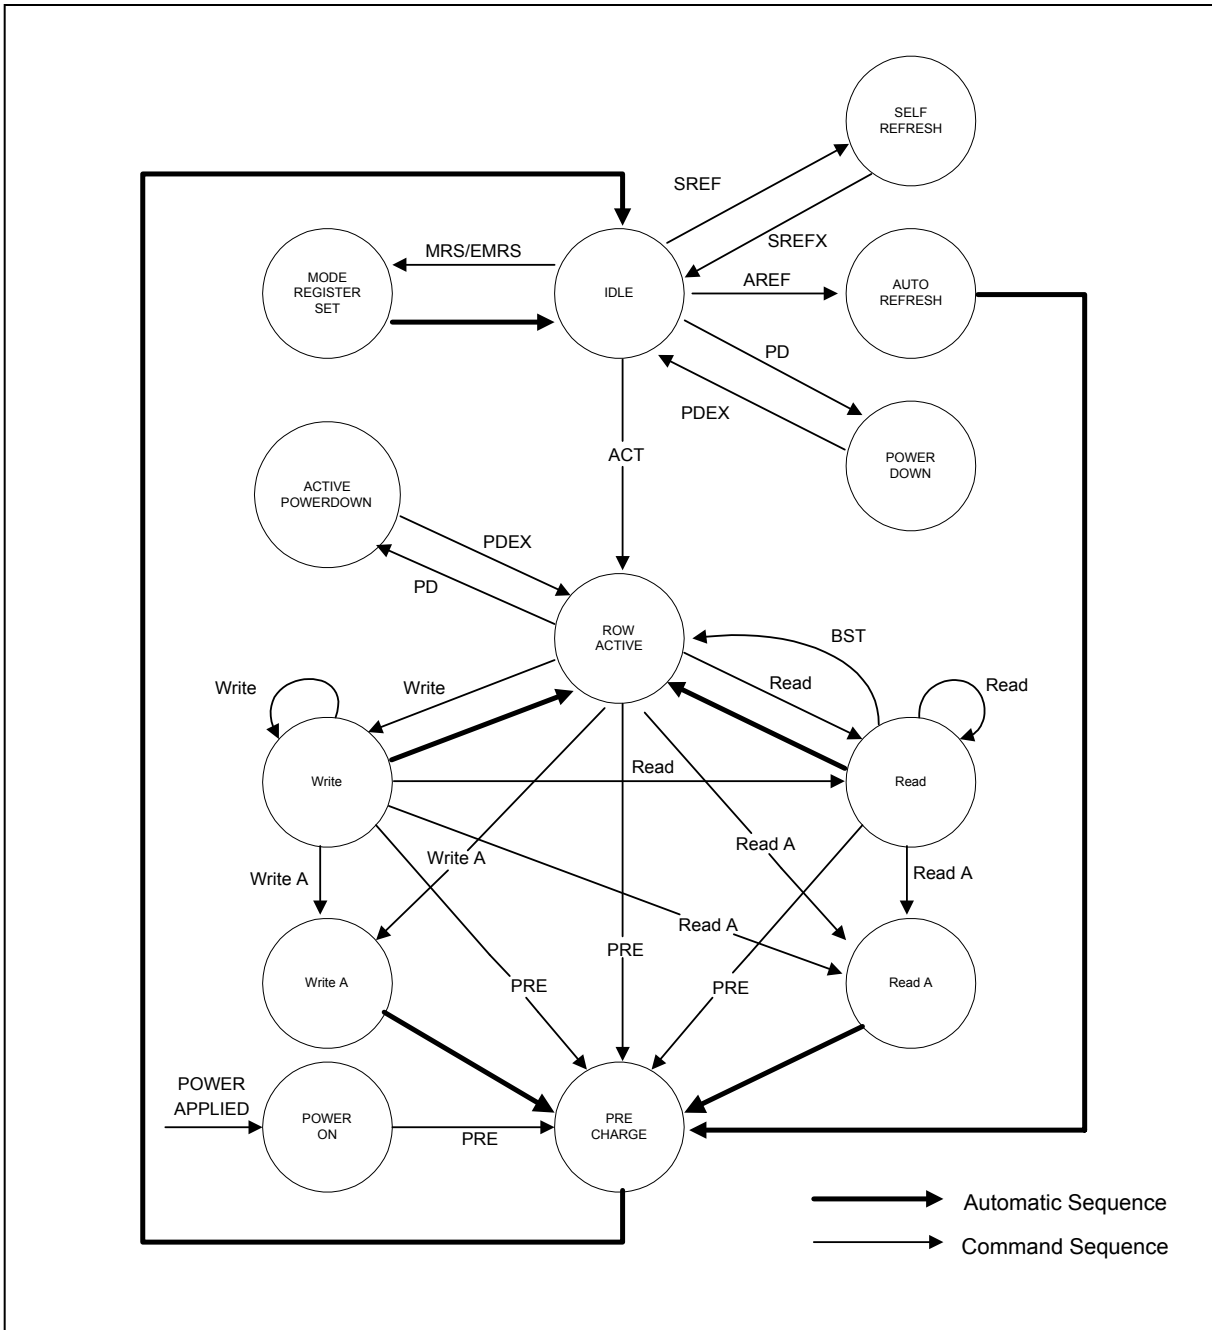 SELF
REFRESH
SREF
SREFX
MRS/EMRS
MODE
REGISTER
SET
IDLE
AREF
AUTO
REFRESH
PD
PDEX
POWER
DOWN
ACT
ACTIVE
POWERDOWN
PDEX
PD
ROW
ACTIVE
BST
Write
Write
Read
Read
Write
Read
Read
Write A
Write A
Read A
Read A
Read A
PRE
PRE
PRE
Write A
Read A
POWER
APPLIED
POWER
ON
PRE
PRE
CHARGE
Automatic Sequence
Command Sequence